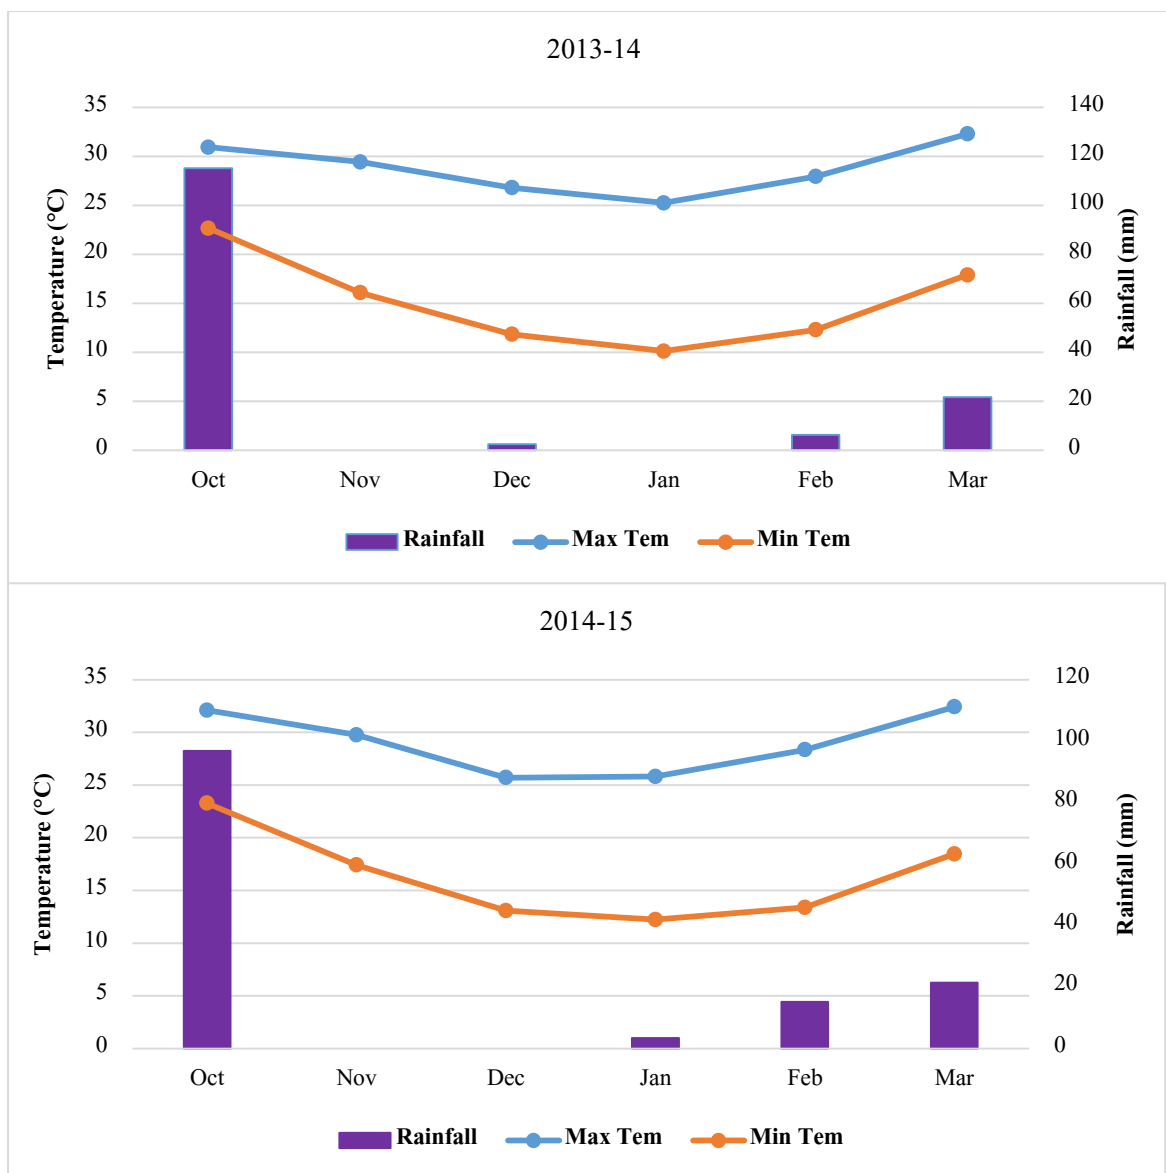 2013-14
35 140
30 120
25 100
20 80
15 60
10 40
5 20
0 0
Temperature (°C)
Rainfall (mm)
Oct Nov Dec Jan Feb Mar
Rainfall Max Tem Min Tem
2014-15
35 120
30 100
25 80
20 60
15 40
10 20
5 0
0
Temperature (°C)
Rainfall (mm)
Oct Nov Dec Jan Feb Mar
Rainfall Max Tem Min Tem